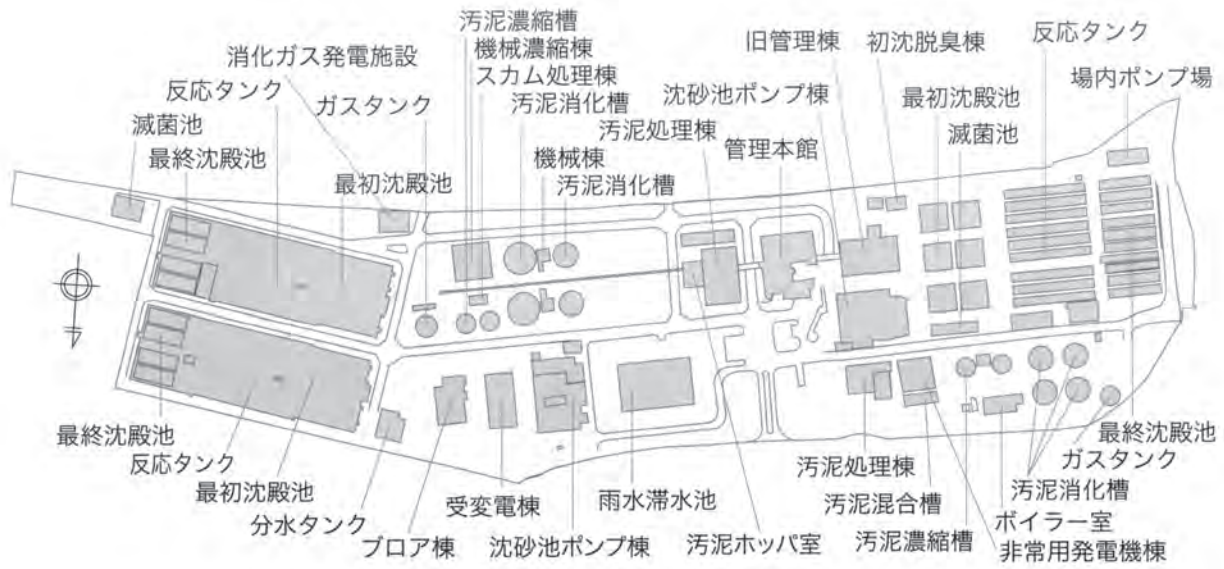 汚泥濃縮槽
機械濃縮棟
スカム処理棟
汚泥消化槽
消化ガス発電施設
反応タンク
ガスタンク
滅菌池
最終沈殿池
最初沈殿池
機械棟
汚泥消化槽
旧管理棟
初沈脱臭棟
反応タンク
場内ポンプ場
沈砂池ポンプ棟
汚泥処理棟
管理本館
最初沈殿池
滅菌池
最終沈殿池
反応タンク
最初沈殿池
分水タンク
ブロア棟
受変電棟
沈砂池ポンプ棟
雨水滞水池
汚泥ホッパ室
汚泥処理棟
汚泥混合槽
汚泥濃縮槽
最終沈殿池
ガスタンク
汚泥消化槽
ボイラー室
非常用発電機棟